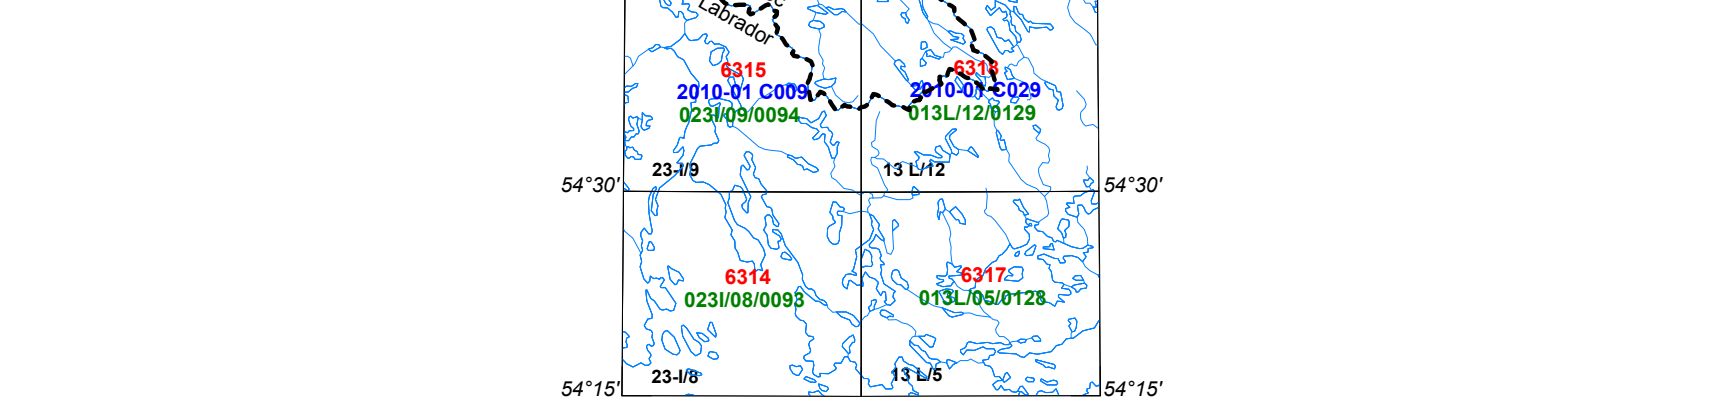 Labrador
6315
2010-01 C009
023I/09/0094
6318
2010-01 C029
013L/12/0129
23-I/9
13 L/12
54°30'
54°30'
6314
023I/08/0093
6317
013L/05/0128
23-I/8
13 L/5
54°15'
54°15'